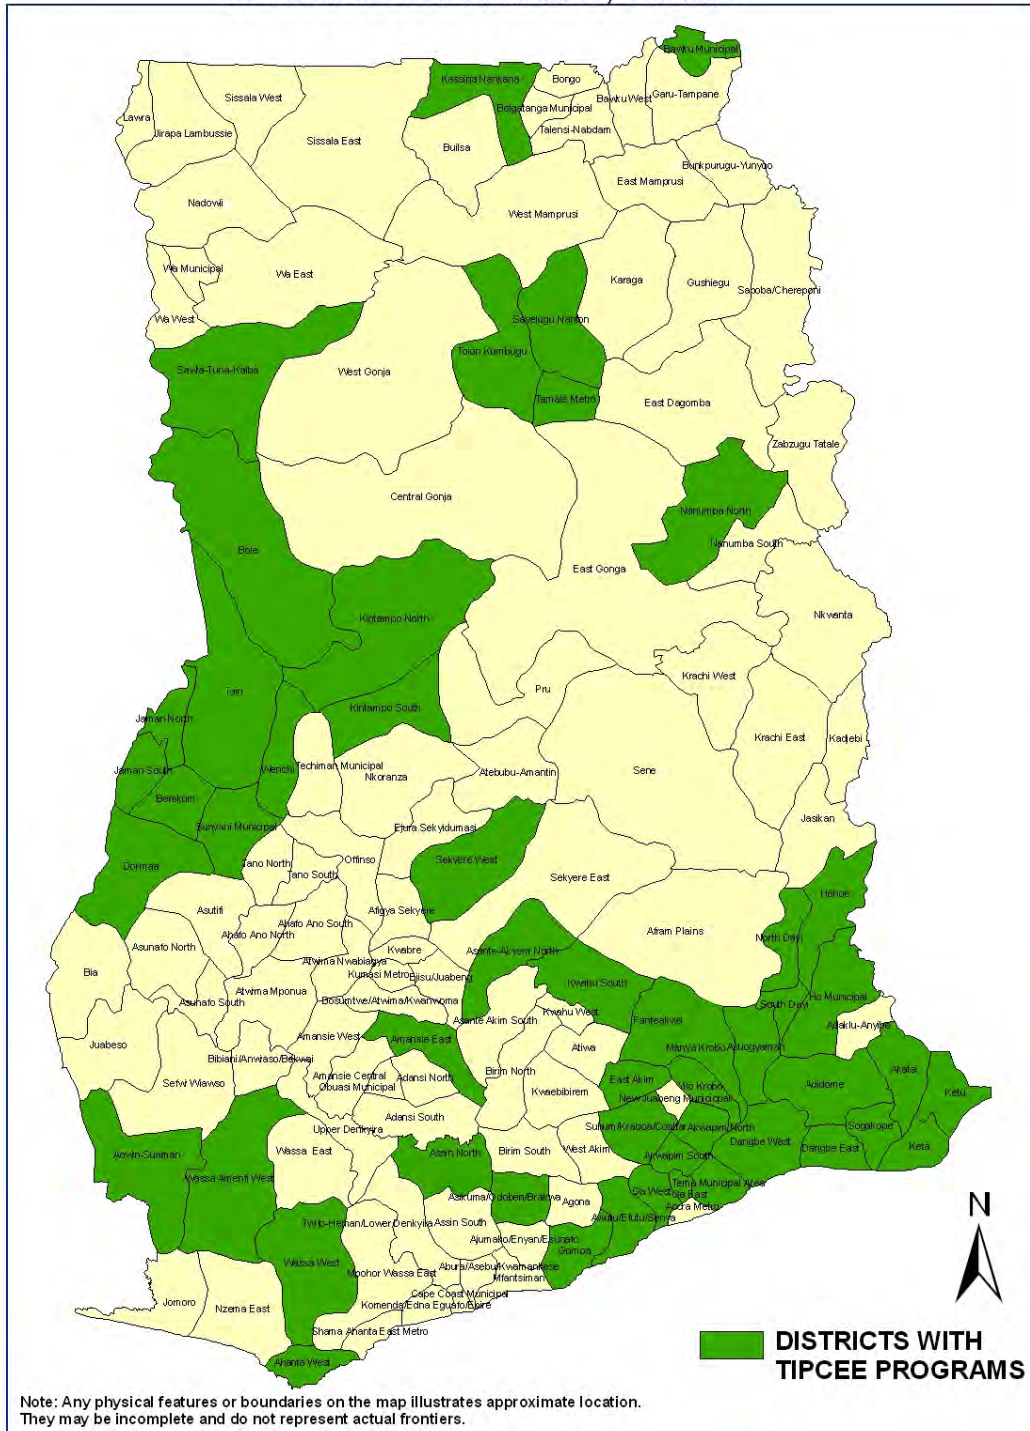 Bawku Municipal
Kassina Nankana
Bongo
Sissala West
Bawku West
Garu-Tampane
Bolgatanga Municipal
Lawra
Jirapa Lambussie
Talensi-Nabdam
Sissala East
Builsa
Bunkpurugu-Yunyoo
East Mamprusi
Nadowli
West Mamprusi
Wa Municipal
Wa East
Karaga
Gushiegu
Saboba/Chereponi
Wa West
Savelugu Nanton
Tolon Kumbugu
Sawla-Tuna-Kalba
West Gonja
Tamale Metro
East Dagomba
Zabzugu Tatale
Central Gonja
Nanumba North
Nanumba South
Bole
East Gonga
Nkwanta
Kintampo North
Krachi West
Tain
Pru
Kintampo South
Jaman North
Krachi East
Kadjebi
Jaman South
Wenchi
Techiman Municipal
Nkoranza
Atebubu-Amantin
Sene
Berekum
Jasikan
Sunyani Municipal
Ejura Sekyidumasi
Offinso
Sekyere West
Dormaa
Tano North
Tano South
Sekyere East
Hohoe
Asutifi
Afigya Sekyere
Ahafo Ano South
Ahafo Ano North
Afram Plains
North Dayi
Asunafo North
Kwabre
Asante-Akyem North
Atwima Nwabiagya
Bia
Kumasi Metro
Ejisu/Juabeng
Kwahu South
Atwima Mponua
Asunafo South
Bosumtwe/Atwima/Kwanwoma
South Dayi
Ho Municipal
Kwahu West
Asante Akim South
Fanteakwa
Adaklu-Anyibe
Juabeso
Amansie West
Amansie East
Atiwa
Manya Krobo
Asuogyaman
Bibiani/Anwiaso/Bekwai
Sefwi Wiawso
Birim North
Amansie Central
Adansi North
Obuasi Municipal
East Akim
Yilo Krobo
Adidome
Akatsi
Ketu
Kwaebibirem
New Juabeng Municipal
Adansi South
Upper Denkyira
Suhum/Kraboa/Coaltar
Akwapim North
Sogakope
Aowin-Suaman
Wassa East
Assin North
Birim South
West Akim
Akwapim South
Dangbe West
Dangbe East
Keta
Wassa Amenfi West
Ga West
Tema Municipal Area
Ga East
Asikuma/Odoben/Brakwa
Agona
Accra Metro
Awutu/Efutu/Senya
Twifo-Heman/Lower Denkyira
Assin South
Ajumako/Enyan/Esunafo
Gomoa
Wassa West
Mpohor Wassa East
Abura/Asebu/Kwamankese
Mfantsiman
Cape Coast Municipal
Jomoro
Nzema East
Komenda/Edna Eguafo/Ebire
Shama Ahanta East Metro
Ahanta West
N
DISTRICTS WITH
TIPCEE PROGRAMS
Note: Any physical features or boundaries on the map illustrates approximate location.
They may be incomplete and do not represent actual frontiers.